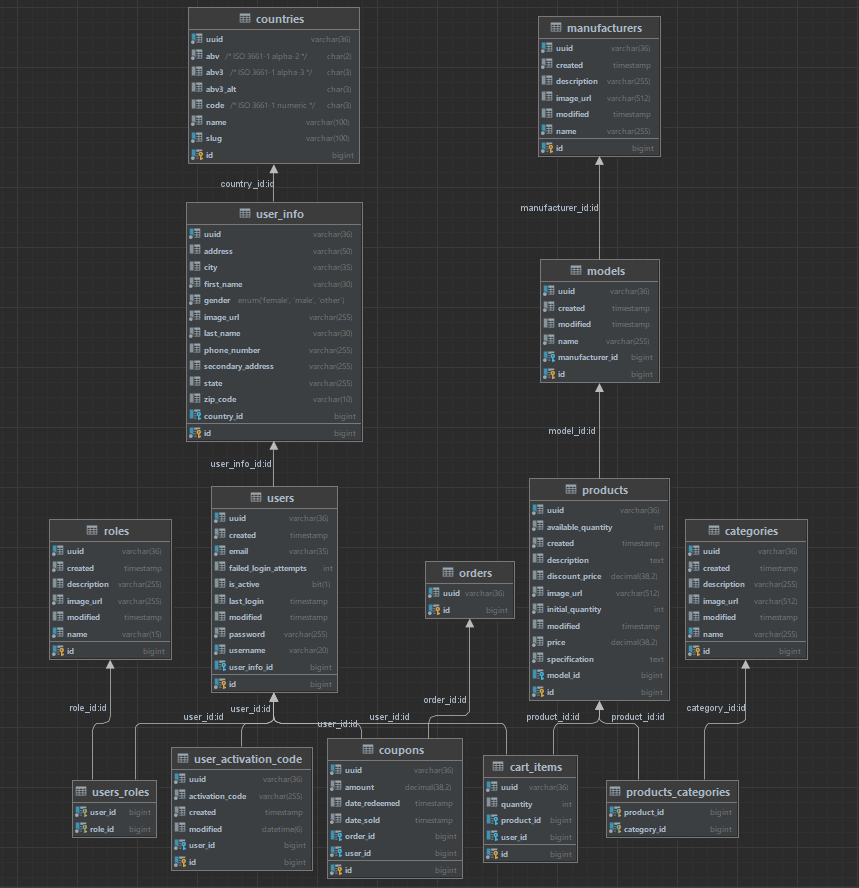 countries
uuid varchar(36)
abv /* ISO 3661-1 alpha-2 */ char(2)
abv3 /* ISO 3661-1 alpha-3 */ char(3)
abv3_alt char(3)
code /* ISO 3661-1 numeric */ char(3)
name varchar(100)
slug varchar(100)
id bigint
country_id:id
user_info
uuid varchar(36)
address varchar(50)
city varchar(35)
first_name varchar(30)
gender enum('female', 'male', 'other')
image_url varchar(255)
last_name varchar(30)
phone_number varchar(255)
secondary_address varchar(255)
state varchar(255)
zip_code varchar(10)
country_id bigint
id bigint
user_info_id:id
manufacturers
uuid varchar(36)
created timestamp
description varchar(255)
image_url varchar(512)
modified timestamp
name varchar(255)
id bigint
manufacturer_id:id
models
uuid varchar(36)
created timestamp
modified timestamp
name varchar(255)
manufacturer_id bigint
id bigint
model_id:id
roles
uuid varchar(36)
created timestamp
description varchar(255)
image_url varchar(255)
modified timestamp
name varchar(15)
id bigint
role_id:id
users
uuid varchar(36)
created timestamp
email varchar(35)
failed_login_attempts int
is_active bit(1)
last_login timestamp
modified timestamp
password varchar(255)
username varchar(20)
user_info_id bigint
id bigint
user_id:id
user_id:id
user_id:id
user_id:id
orders
uuid varchar(36)
id bigint
order_id:id
products
uuid varchar(36)
available_quantity int
created timestamp
description text
discount_price decimal(38,2)
image_url varchar(512)
initial_quantity int
modified timestamp
price decimal(38,2)
specification text
model_id bigint
id bigint
product_id:id
product_id:id
categories
uuid varchar(36)
created timestamp
description varchar(255)
image_url varchar(512)
modified timestamp
name varchar(255)
id bigint
category_id:id
users_roles
user_id bigint
role_id bigint
user_activation_code
uuid varchar(36)
activation_code varchar(255)
created timestamp
modified datetime(6)
user_id bigint
id bigint
coupons
uuid varchar(36)
amount decimal(38,2)
date_redeemed timestamp
date_sold timestamp
order_id bigint
user_id bigint
id bigint
cart_items
uuid varchar(36)
quantity int
product_id bigint
user_id bigint
id bigint
products_categories
product_id bigint
category_id bigint